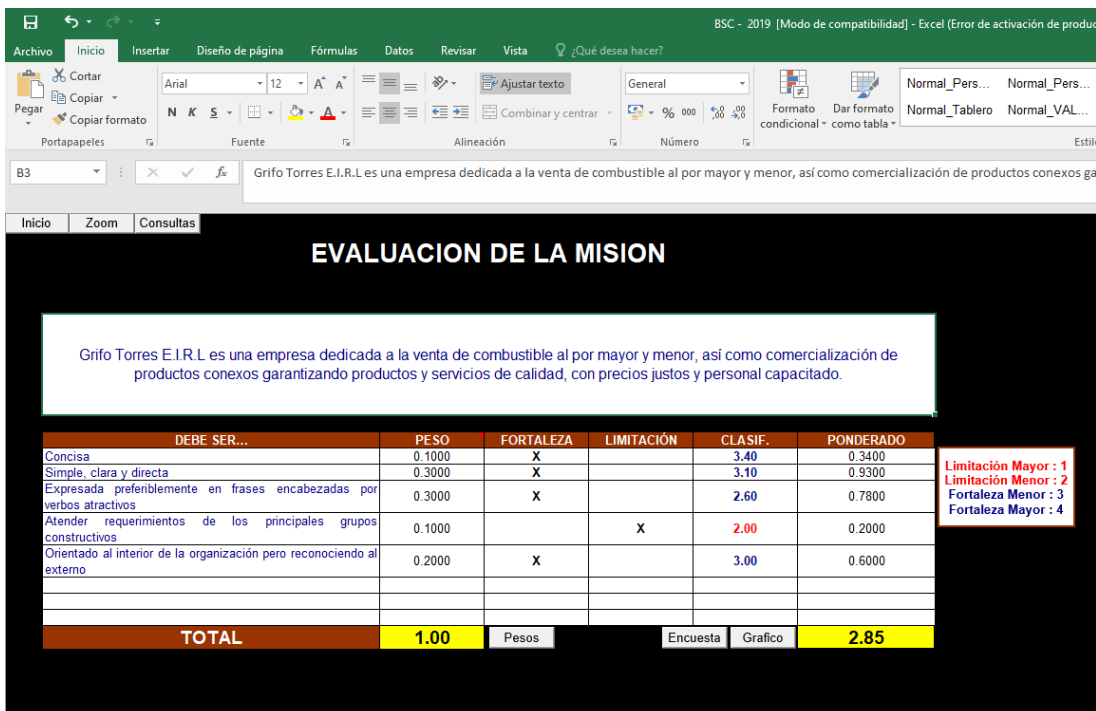 BSC - 2019 [Modo de compatibilidad] - Excel (Error de activación de produc
Archivo Inicio Insertar Diseño de página Fórmulas Datos Revisar Vista ¿Qué desea hacer?
Pegar
Cortar
Copiar
Copiar formato
Portapapeles
Arial 12
N K S
Fuente
Ajustar texto
Combinar y centrar
Alineación
General
% 000
Número
Formato condicional
Dar formato como tabla
Normal_Pers... Normal_Pers...
Normal_Tablero Normal_VAL...
Estilo
B3 fx Grifo Torres E.I.R.L es una empresa dedicada a la venta de combustible al por mayor y menor, así como comercialización de productos conexos ga
Inicio Zoom Consultas
EVALUACION DE LA MISION
Grifo Torres E.I.R.L es una empresa dedicada a la venta de combustible al por mayor y menor, así como comercialización de
productos conexos garantizando productos y servicios de calidad, con precios justos y personal capacitado.
DEBE SER... PESO FORTALEZA LIMITACIÓN CLASIF. PONDERADO
Concisa 0.1000 X 3.40 0.3400
Simple, clara y directa 0.3000 X 3.10 0.9300
Expresada preferiblemente en frases encabezadas por
verbos atractivos 0.3000 X 2.60 0.7800
Atender requerimientos de los principales grupos
constructivos 0.1000 X 2.00 0.2000
Orientado al interior de la organización pero reconociendo al
externo 0.2000 X 3.00 0.6000
TOTAL 1.00 Pesos Encuesta Grafico 2.85
Limitación Mayor : 1
Limitación Menor : 2
Fortaleza Menor : 3
Fortaleza Mayor : 4